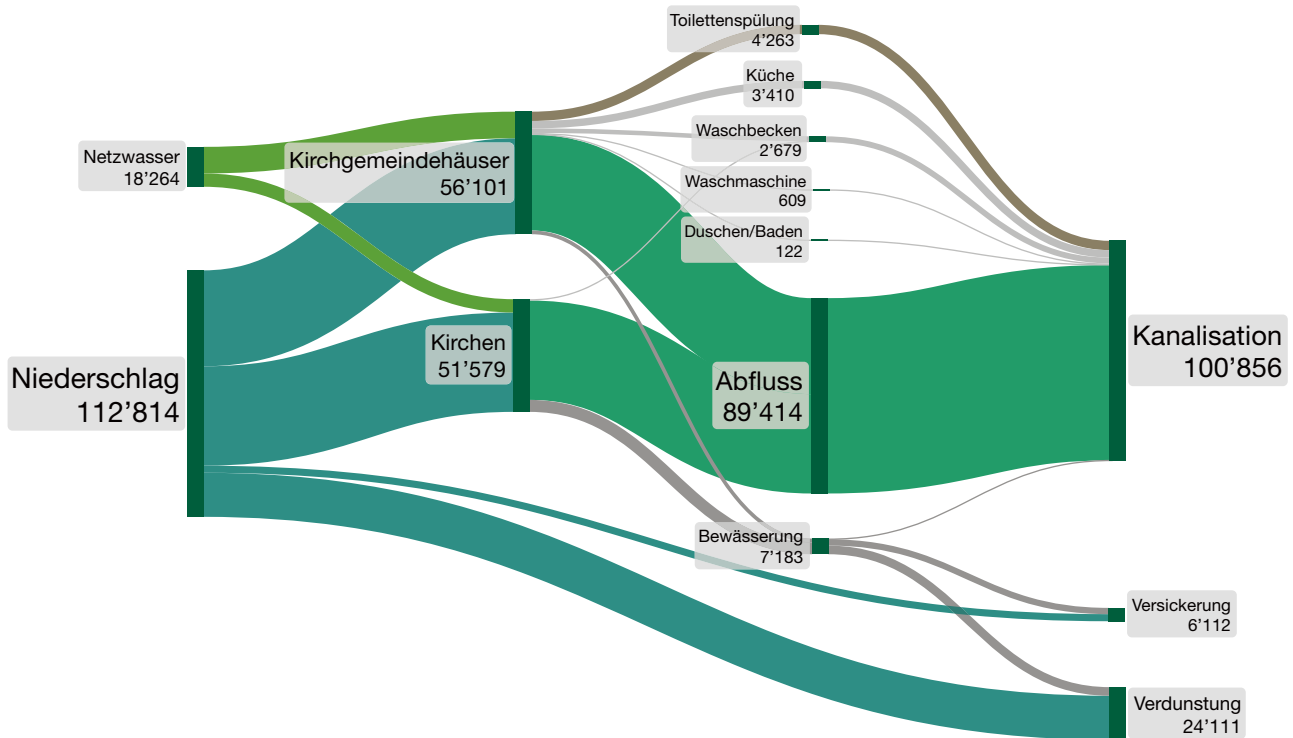 Toilettenspülung
4’263
Küche
3’410
Netzwasser
18’264
Kirchgemeindehäuser
56’101
Waschbecken
2’679
Waschmaschine
609
Duschen/Baden
122
Niederschlag
112’814
Kirchen
51’579
Abfluss
89’414
Kanalisation
100’856
Bewässerung
7’183
Versickerung
6’112
Verdunstung
24’111